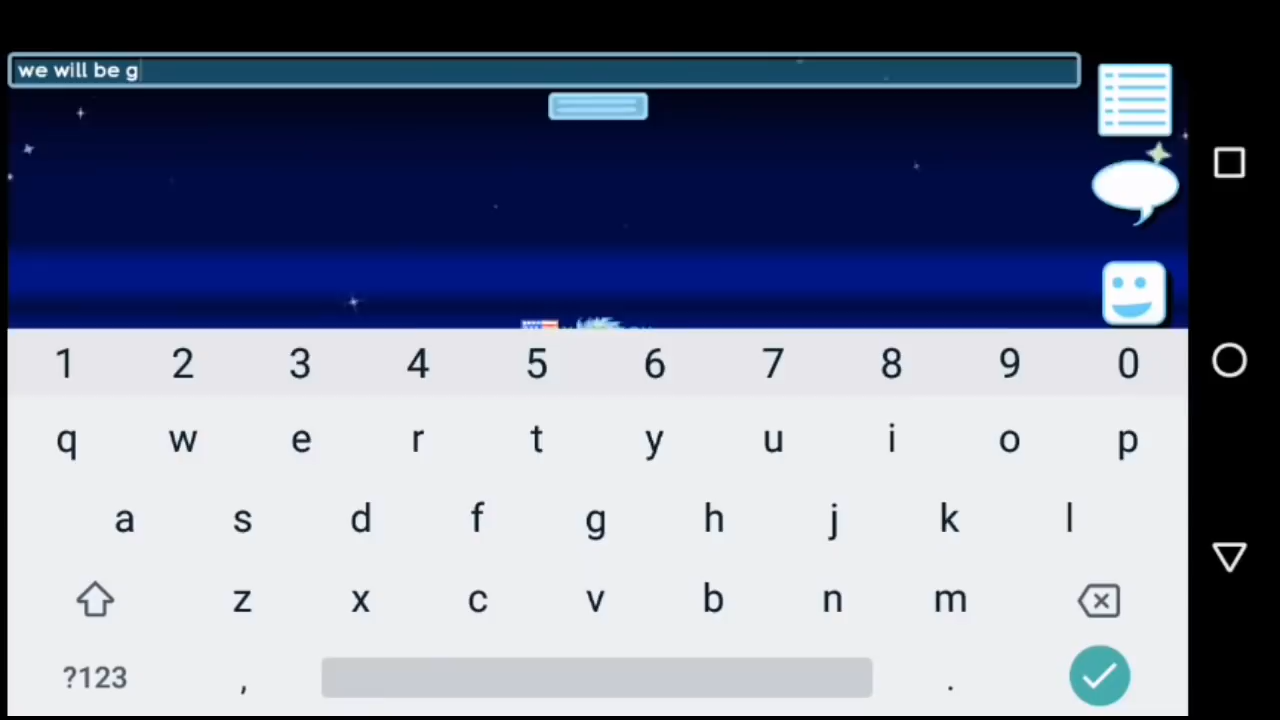 we will be g
1 2 3 4 5 6 7 8 9 0
q w e r t y u i o p
a s d f g h j k l
z x c v b n m
?123 , .